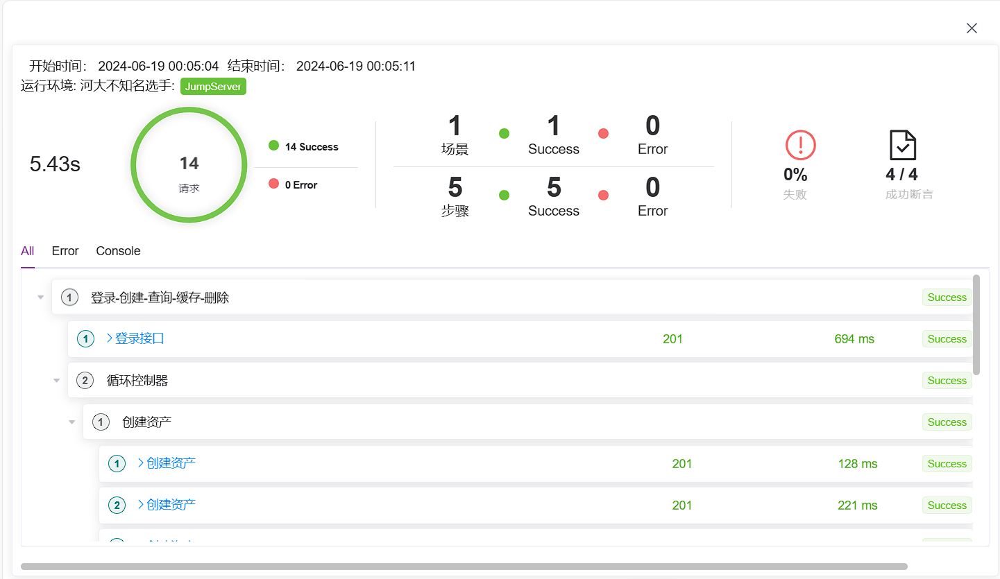 开始时间： 2024-06-19 00:05:04 结束时间： 2024-06-19 00:05:11
运行环境: 河大不知名选手: JumpServer
5.43s
14
请求
14 Success
0 Error
1 1 0
场景 Success Error
5 5 0
步骤 Success Error
0%
失败
4 / 4
成功断言
All Error Console
1 登录-创建-查询-缓存-删除 Success
1 >登录接口 201 694 ms Success
2 循环控制器 Success
1 创建资产 Success
1 >创建资产 201 128 ms Success
2 >创建资产 201 221 ms Success